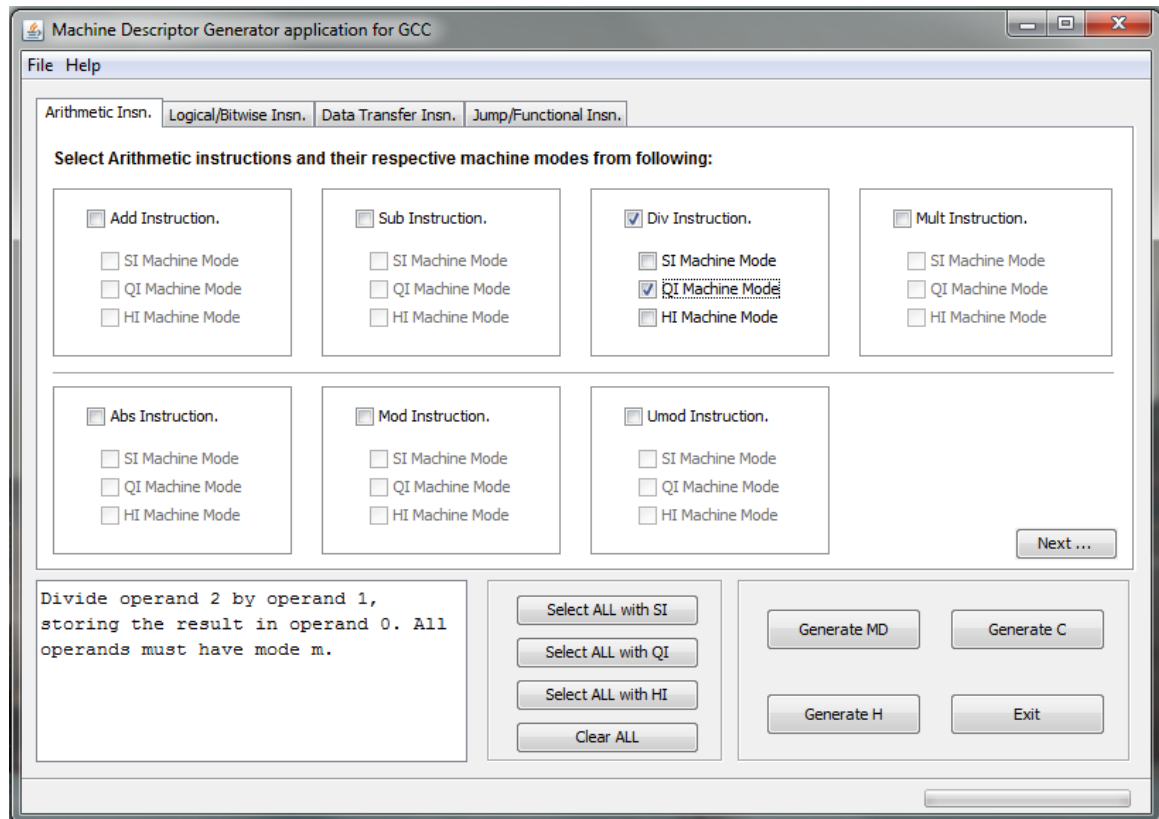 Machine Descriptor Generator application for GCC
File Help
Arithmetic Insn. Logical/Bitwise Insn. Data Transfer Insn. Jump/Functional Insn.
Select Arithmetic instructions and their respective machine modes from following:
Add Instruction.
SI Machine Mode
QI Machine Mode
HI Machine Mode
Sub Instruction.
SI Machine Mode
QI Machine Mode
HI Machine Mode
Div Instruction.
SI Machine Mode
QI Machine Mode
HI Machine Mode
Mult Instruction.
SI Machine Mode
QI Machine Mode
HI Machine Mode
Abs Instruction.
SI Machine Mode
QI Machine Mode
HI Machine Mode
Mod Instruction.
SI Machine Mode
QI Machine Mode
HI Machine Mode
Umod Instruction.
SI Machine Mode
QI Machine Mode
HI Machine Mode
Next ...
Divide operand 2 by operand 1,
storing the result in operand 0. All
operands must have mode m.
Select ALL with SI
Select ALL with QI
Select ALL with HI
Clear ALL
Generate MD
Generate C
Generate H
Exit